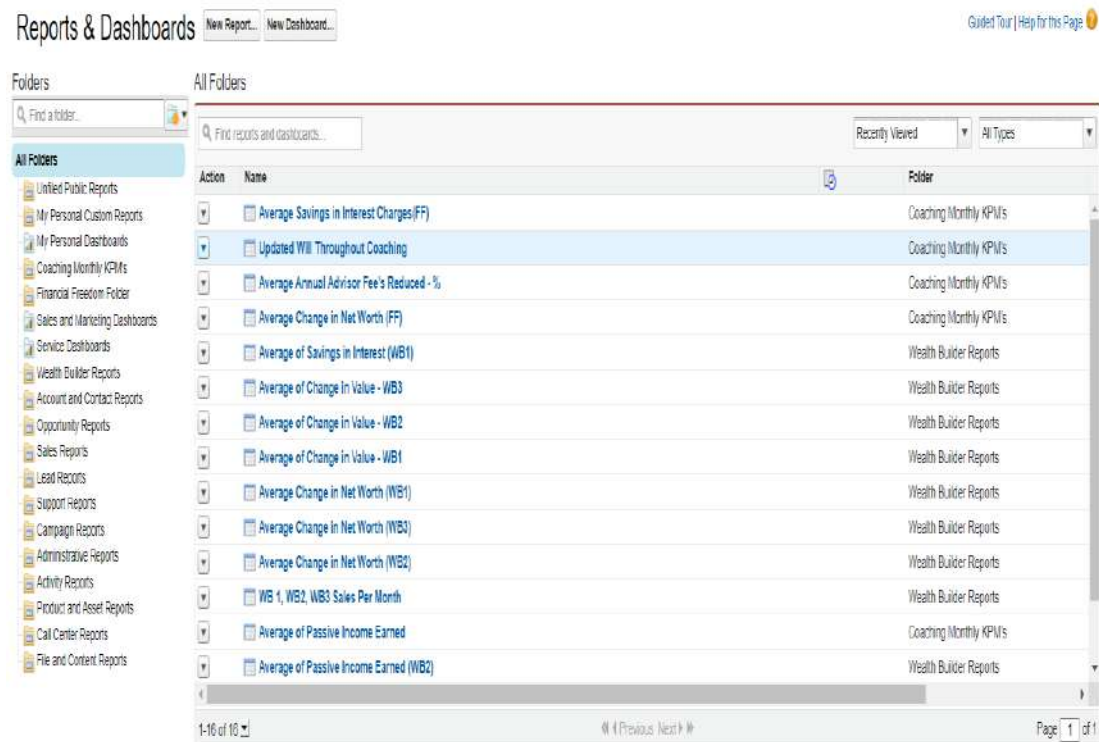 Reports & Dashboards New Report... New Dashboard...
Guided Tour | Help for this Page
Folders
Find a folder...
All Folders
Unfiled Public Reports
My Personal Custom Reports
My Personal Dashboards
Coaching Monthly KPM's
Financial Freedom Folder
Sales and Marketing Dashboards
Service Dashboards
Wealth Builder Reports
Account and Contact Reports
Opportunity Reports
Sales Reports
Lead Reports
Support Reports
Campaign Reports
Administrative Reports
Activity Reports
Product and Asset Reports
Call Center Reports
File and Content Reports
All Folders
Find reports and dashboards...
Recently Viewed All Types
Action Name Folder
Average Savings in Interest Charges(FF) Coaching Monthly KPM's
Updated Will Throughout Coaching Coaching Monthly KPM's
Average Annual Advisor Fee's Reduced - % Coaching Monthly KPM's
Average Change in Net Worth (FF) Coaching Monthly KPM's
Average of Savings in Interest (WB1) Wealth Builder Reports
Average of Change in Value - WB3 Wealth Builder Reports
Average of Change in Value - WB2 Wealth Builder Reports
Average of Change in Value - WB1 Wealth Builder Reports
Average Change in Net Worth (WB1) Wealth Builder Reports
Average Change in Net Worth (WB3) Wealth Builder Reports
Average Change in Net Worth (WB2) Wealth Builder Reports
WB 1, WB2, WB3 Sales Per Month Wealth Builder Reports
Average of Passive Income Earned Coaching Monthly KPM's
Average of Passive Income Earned (WB2) Wealth Builder Reports
1-16 of 16 Previous Next Page 1 of 1